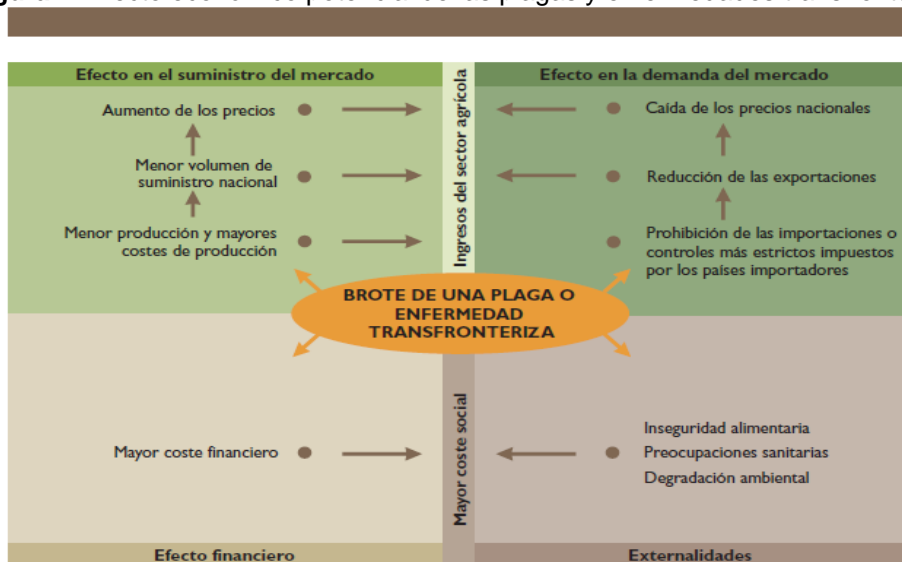 Efecto en el suministro del mercado
Aumento de los precios
Menor volumen de
suministro nacional
Menor producción y mayores
costes de producción
Ingresos del sector agrícola
Efecto en la demanda del mercado
Caída de los precios nacionales
Reducción de las exportaciones
Prohibición de las importaciones o
controles más estrictos impuestos
por los países importadores
BROTE DE UNA PLAGA O
ENFERMEDAD
TRANSFRONTERIZA
Mayor coste financiero
Mayor coste social
Inseguridad alimentaria
Preocupaciones sanitarias
Degradación ambiental
Efecto financiero
Externalidades